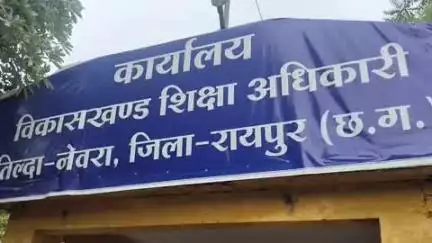 कार्यालय
विकासखण्ड शिक्षा अधिकारी
तिल्दा-नेवरा, जिला-रायपुर (छ.ग.)